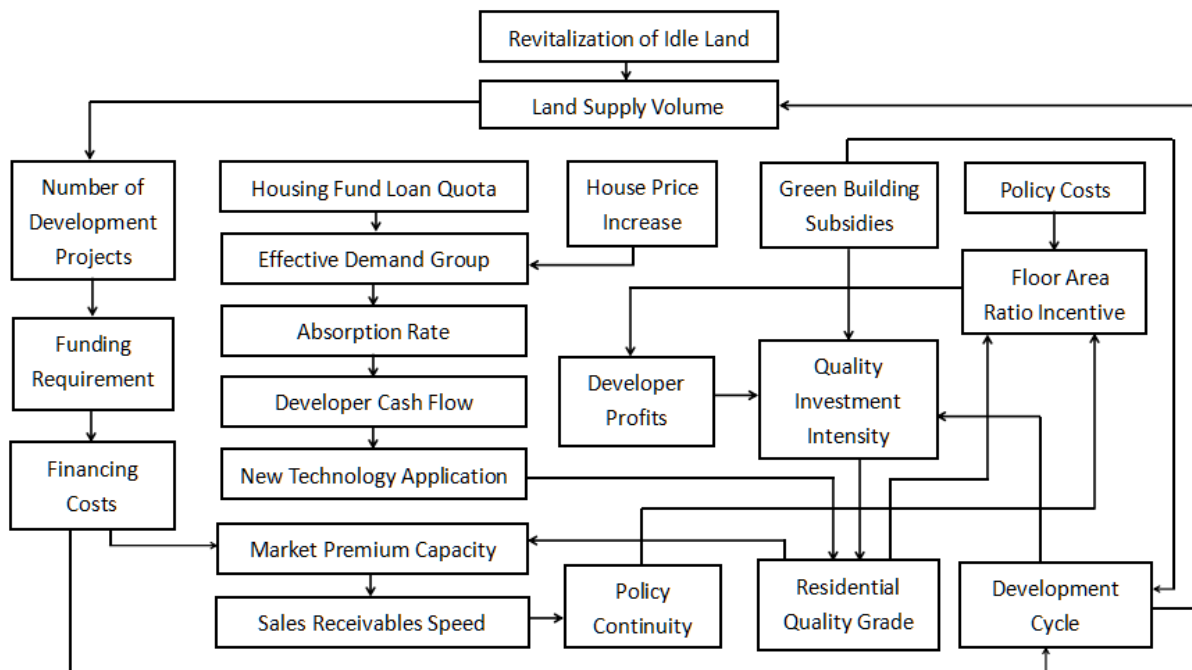 Revitalization of Idle Land
Land Supply Volume
Number of
Development
Projects
Housing Fund Loan Quota
House Price
Increase
Green Building
Subsidies
Policy Costs
Effective Demand Group
Floor Area
Ratio Incentive
Absorption Rate
Funding
Requirement
Developer
Profits
Quality
Investment
Intensity
Developer Cash Flow
Financing
Costs
New Technology Application
Market Premium Capacity
Policy
Continuity
Residential
Quality Grade
Development
Cycle
Sales Receivables Speed